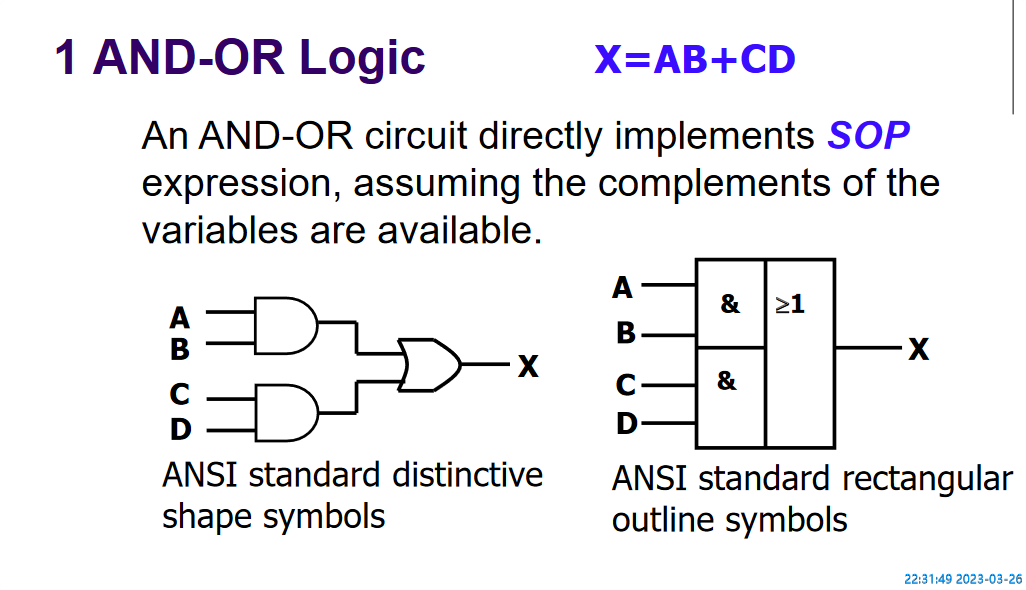 1 AND-OR Logic
X=AB+CD
An AND-OR circuit directly implements SOP
expression, assuming the complements of the
variables are available.
A
B
C
D
X
ANSI standard distinctive
shape symbols
A
B
C
D
&
&
≥1
X
ANSI standard rectangular
outline symbols
22:31:49 2023-03-26